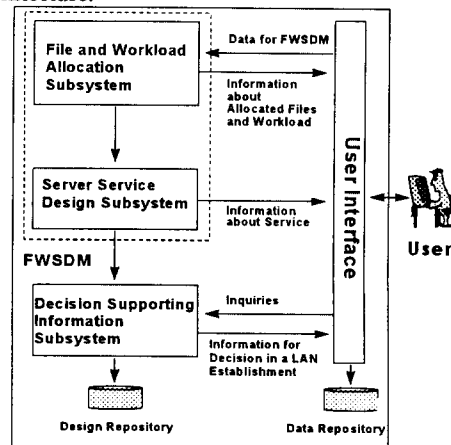 File and Workload
Allocation
Subsystem
Data for FWSDM
Information
about
Allocated Files
and Workload
Server Service
Design Subsystem
Information
about Service
FWSDM
Decision Supporting
Information
Subsystem
Inquiries
Information for
Decision in a LAN
Establishment
User Interface
User
Design Repository
Data Repository